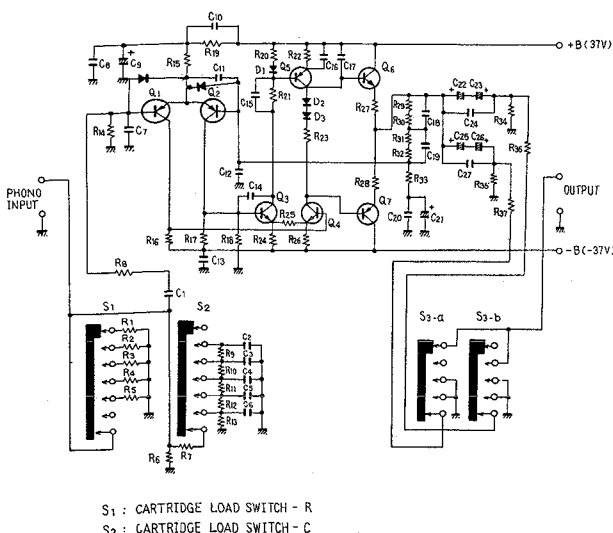 C10
R19
+B(37V)
C8 C9 R15 C11 R20 R22 C16 C17
D1 Q5 Q6
Q1 Q2 C15 R21 D2 R27 R29 C22 C23
R14 C7 D3 R30 C18 C24 R34
R23 R31 C25 C26 R36
C12 R32 C19
PHONO
INPUT
C14 R28 R33 C27 R35 OUTPUT
Q3 R25 Q4 Q7 R37
R16 R17 R18 R24 R26 C20 C21
C13
-B(-37V)
R8 C1
S1 S2 S3-a S3-b
R1 C2
R2 R9 C3
R3 R10 C4
R4 R11 C5
R5 R12 C6
R13
R6 R7
S1 : CARTRIDGE LOAD SWITCH - R
S2 : CARTRIDGE LOAD SWITCH - C